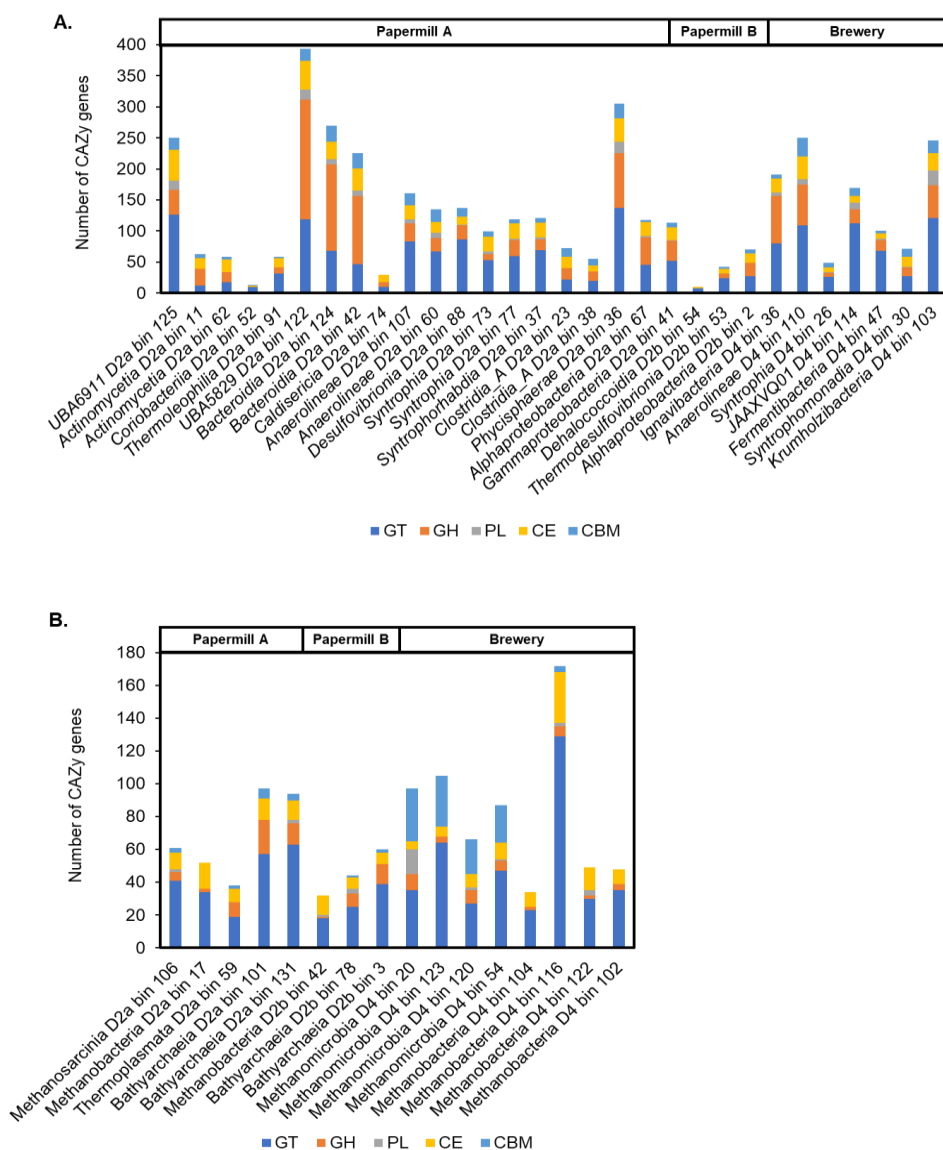 A.
Papermill A Papermill B Brewery
Number of CAZy genes
400
350
300
250
200
150
100
50
0
UBA6911 D2a bin 125
Actinomycetia D2a bin 11
Actinomycetia D2a bin 62
Coriobacteria D2a bin 52
Thermoleophilia D2a bin 91
UBA5829 D2a bin 122
Bacteroidia D2a bin 124
Bacteroidia D2a bin 42
Caldisericia D2a bin 74
Anaerolineae D2a bin 107
Anaerolineae D2a bin 60
Anaerolineae D2a bin 88
Desulfovibrionia D2a bin 73
Syntrophia D2a bin 77
Syntrophorhabdia D2a bin 37
Clostridia_A D2a bin 23
Clostridia_A D2a bin 38
Phycisphaerae D2a bin 36
Alphaproteobacteria D2a bin 67
Gammaproteobacteria D2a bin 41
Dehalococcoidia D2b bin 54
Thermodesulfovibrionia D2b bin 53
Alphaproteobacteria D2b bin 2
Ignavibacteria D4 bin 36
Anaerolineae D4 bin 110
Syntrophia D4 bin 26
JAAXVQ01 D4 bin 114
Fermentibacteria D4 bin 47
Syntrophomonadia D4 bin 30
Krumholzibacteria D4 bin 103
GT GH PL CE CBM
B.
Papermill A Papermill B Brewery
Number of CAZy genes
180
160
140
120
100
80
60
40
20
0
Methanosarcinia D2a bin 106
Methanobacteria D2a bin 17
Thermoplasmata D2a bin 59
Bathyarchaeia D2a bin 101
Bathyarchaeia D2a bin 131
Methanobacteria D2b bin 42
Bathyarchaeia D2b bin 78
Bathyarchaeia D2b bin 3
Methanomicrobia D4 bin 20
Methanomicrobia D4 bin 123
Methanomicrobia D4 bin 120
Methanomicrobia D4 bin 54
Methanobacteria D4 bin 104
Methanobacteria D4 bin 116
Methanobacteria D4 bin 122
Methanobacteria D4 bin 102
GT GH PL CE CBM